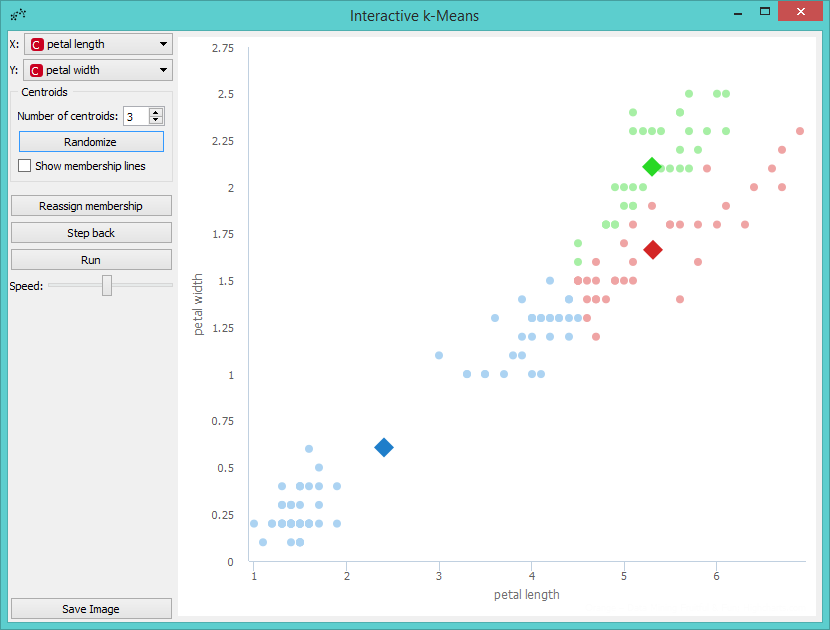 Interactive k-Means
X: C petal length
Y: C petal width
Centroids
Number of centroids: 3
Randomize
Show membership lines
Reassign membership
Step back
Run
Speed:
Save Image
2.75
2.5
2.25
2
1.75
1.5
1.25
1
0.75
0.5
0.25
0
petal width
1 2 3 4 5 6
petal length